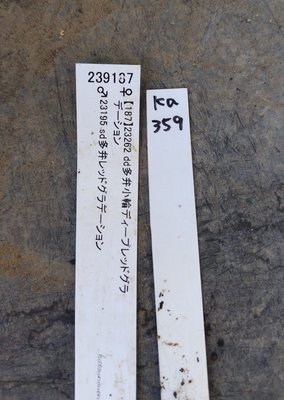 239187
♀【187】23262 dd多弁小輪ディープレッドグラ
デーション
♂23195 sd多弁レッドグラデーション
Ka
359